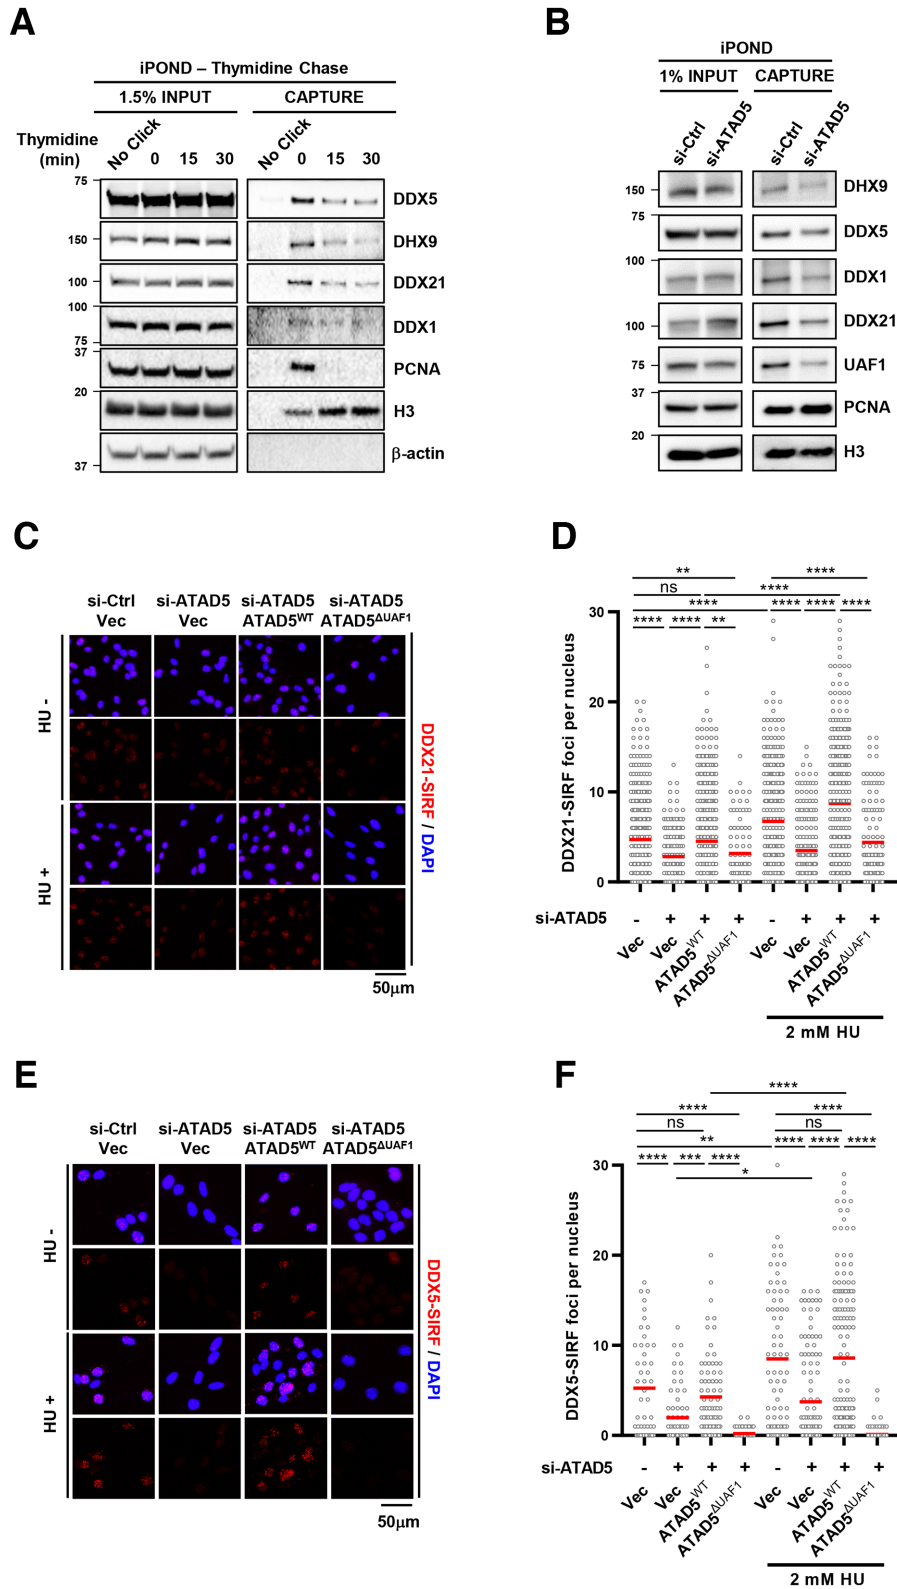 A
iPOND – Thymidine Chase
1.5% INPUT CAPTURE
Thymidine (min) No Click 0 15 30 No Click 0 15 30
75 DDX5
150 DHX9
100 DDX21
100 DDX1
75
37 PCNA
20 H3
37 β-actin
B
iPOND
1% INPUT CAPTURE
si-Ctrl si-ATAD5 si-Ctrl si-ATAD5
150 DHX9
75 DDX5
100 DDX1
100 DDX21
75 UAF1
37 PCNA
20 H3
C
si-Ctrl si-ATAD5 si-ATAD5 si-ATAD5
Vec Vec ATAD5WT ATAD5ΔUAF1
HU -
HU +
DDX21-SIRF / DAPI
50μm
D
** ****
ns ****
**** **** **** ****
**** **** **
DDX21-SIRF foci per nucleus
30
20
10
0
si-ATAD5 - + + + - + + +
Vec Vec ATAD5WT ATAD5ΔUAF1 Vec Vec ATAD5WT ATAD5ΔUAF1
2 mM HU
E
si-Ctrl si-ATAD5 si-ATAD5 si-ATAD5
Vec Vec ATAD5WT ATAD5ΔUAF1
HU -
HU +
DDX5-SIRF / DAPI
50μm
F
****
**** ****
ns ns
** **** **** ****
**** *** ****
*
DDX5-SIRF foci per nucleus
30
20
10
0
si-ATAD5 - + + + - + + +
Vec Vec ATAD5WT ATAD5ΔUAF1 Vec Vec ATAD5WT ATAD5ΔUAF1
2 mM HU